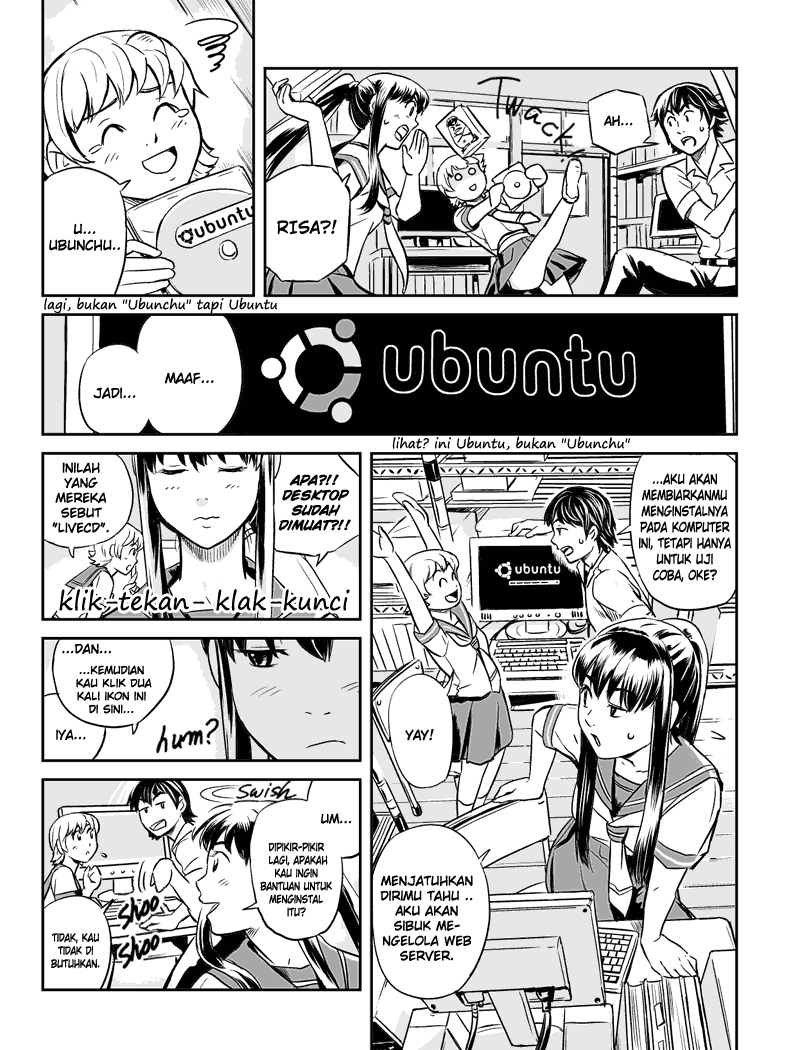 Twack
AH...
RISA?!
U...
UBUNCHU..
ubuntu
lagi, bukan "Ubunchu" tapi Ubuntu
ubuntu
MAAF...
JADI...
lihat? ini Ubuntu, bukan "Ubunchu"
...AKU AKAN
MEMBIARKANMU
MENGINSTALNYA
PADA KOMPUTER
INI, TETAPI HANYA
UNTUK UJI
COBA, OKE?
ubuntu
YAY!
MENJATUHKAN
DIRIMU TAHU ..
AKU AKAN
SIBUK ME-
NGELOLA WEB
SERVER.
APA?!!
DESKTOP
SUDAH
DIMUAT?!!
INILAH
YANG
MEREKA
SEBUT
"LIVECD".
klik-tekan- klak-kunci
...DAN...
...KEMUDIAN
KAU KLIK DUA
KALI IKON INI
DI SINI...
IYA...
hum?
Swish
UM...
DIPIKIR-PIKIR
LAGI, APAKAH
KAU INGIN
BANTUAN UNTUK
MENGINSTAL
ITU?
Shoo
Shoo
TIDAK, KAU
TIDAK DI
BUTUHKAN.